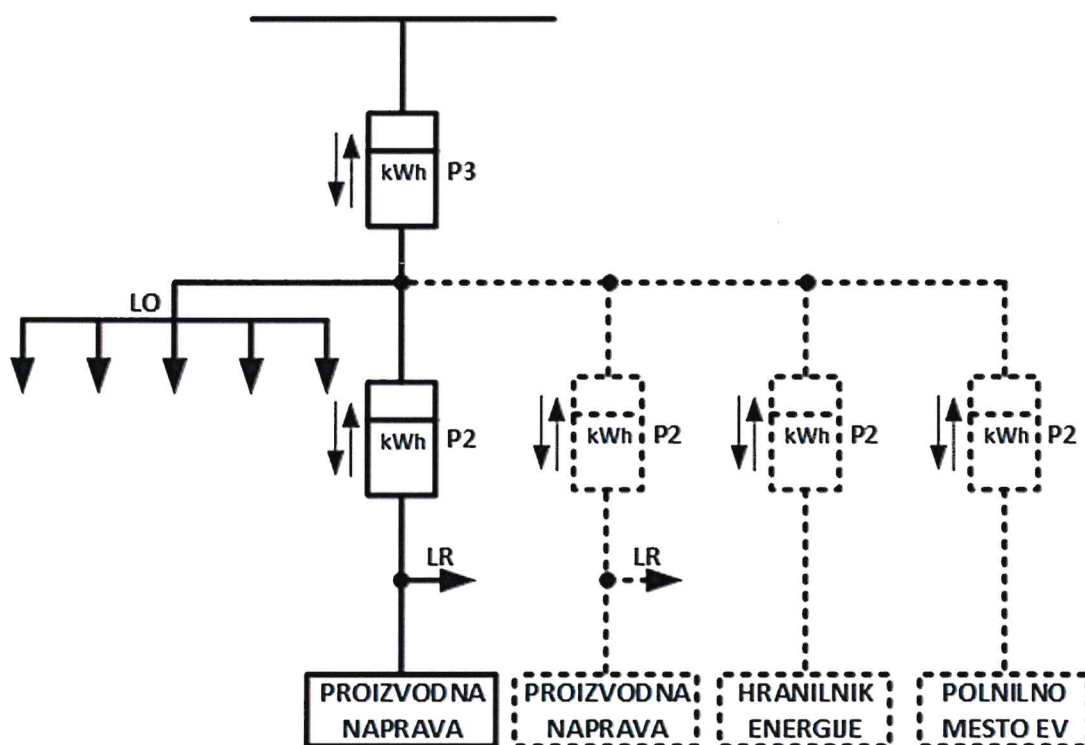 kWh P3
LO
kWh P2
kWh P2
kWh P2
kWh P2
LR
LR
PROIZVODNA
NAPRAVA
PROIZVODNA
NAPRAVA
HRANILNIK
ENERGIJE
POLNILNO
MESTO EV